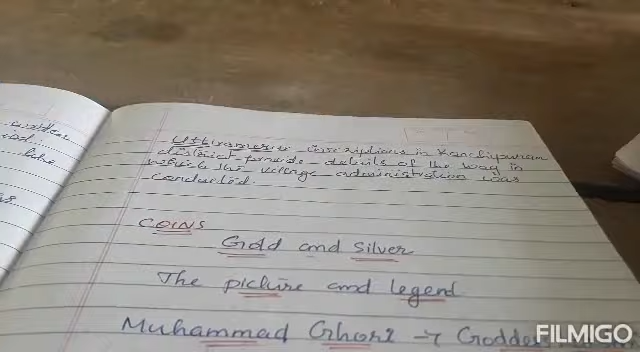 Uthiramerur inscriptions in Kanchipuram
district provide details of the way in
which the village administration was
conducted.
COINS
Gold and Silver
The picture and legend
Muhammad Ghori → Goddess
FILMIGO